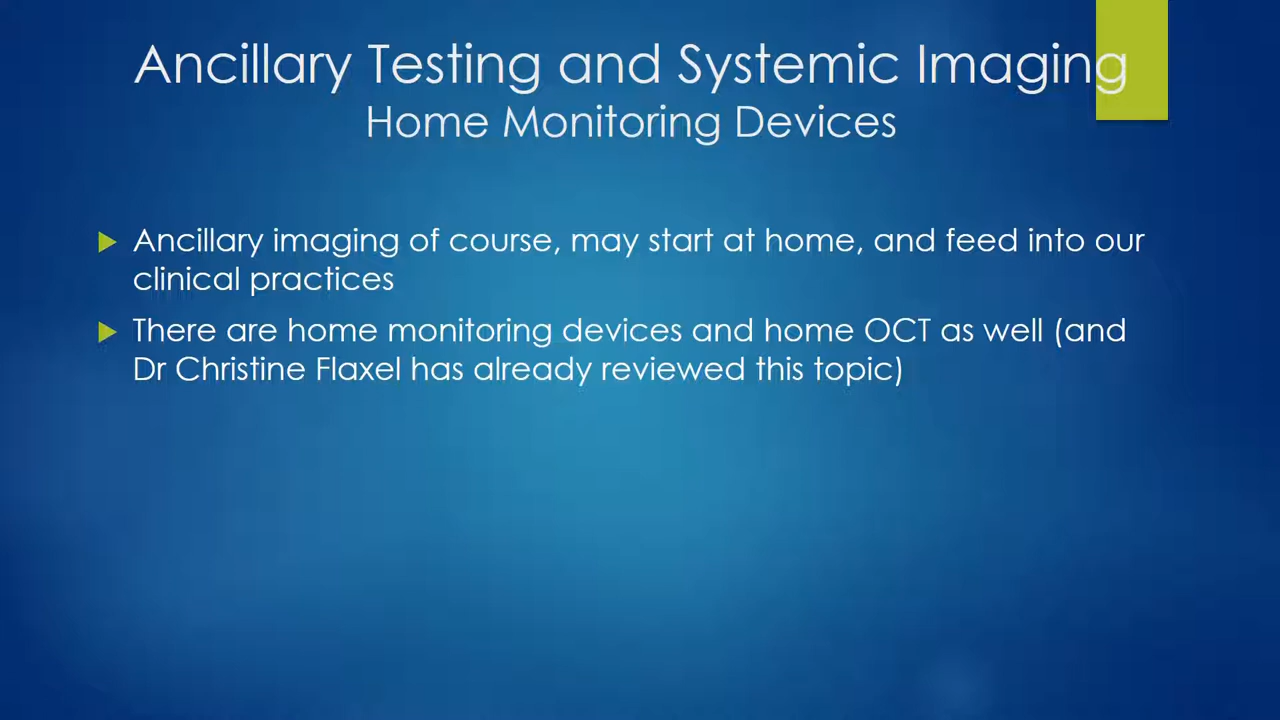 Ancillary Testing and Systemic Imaging
Home Monitoring Devices
Ancillary imaging of course, may start at home, and feed into our
clinical practices
There are home monitoring devices and home OCT as well (and
Dr Christine Flaxel has already reviewed this topic)